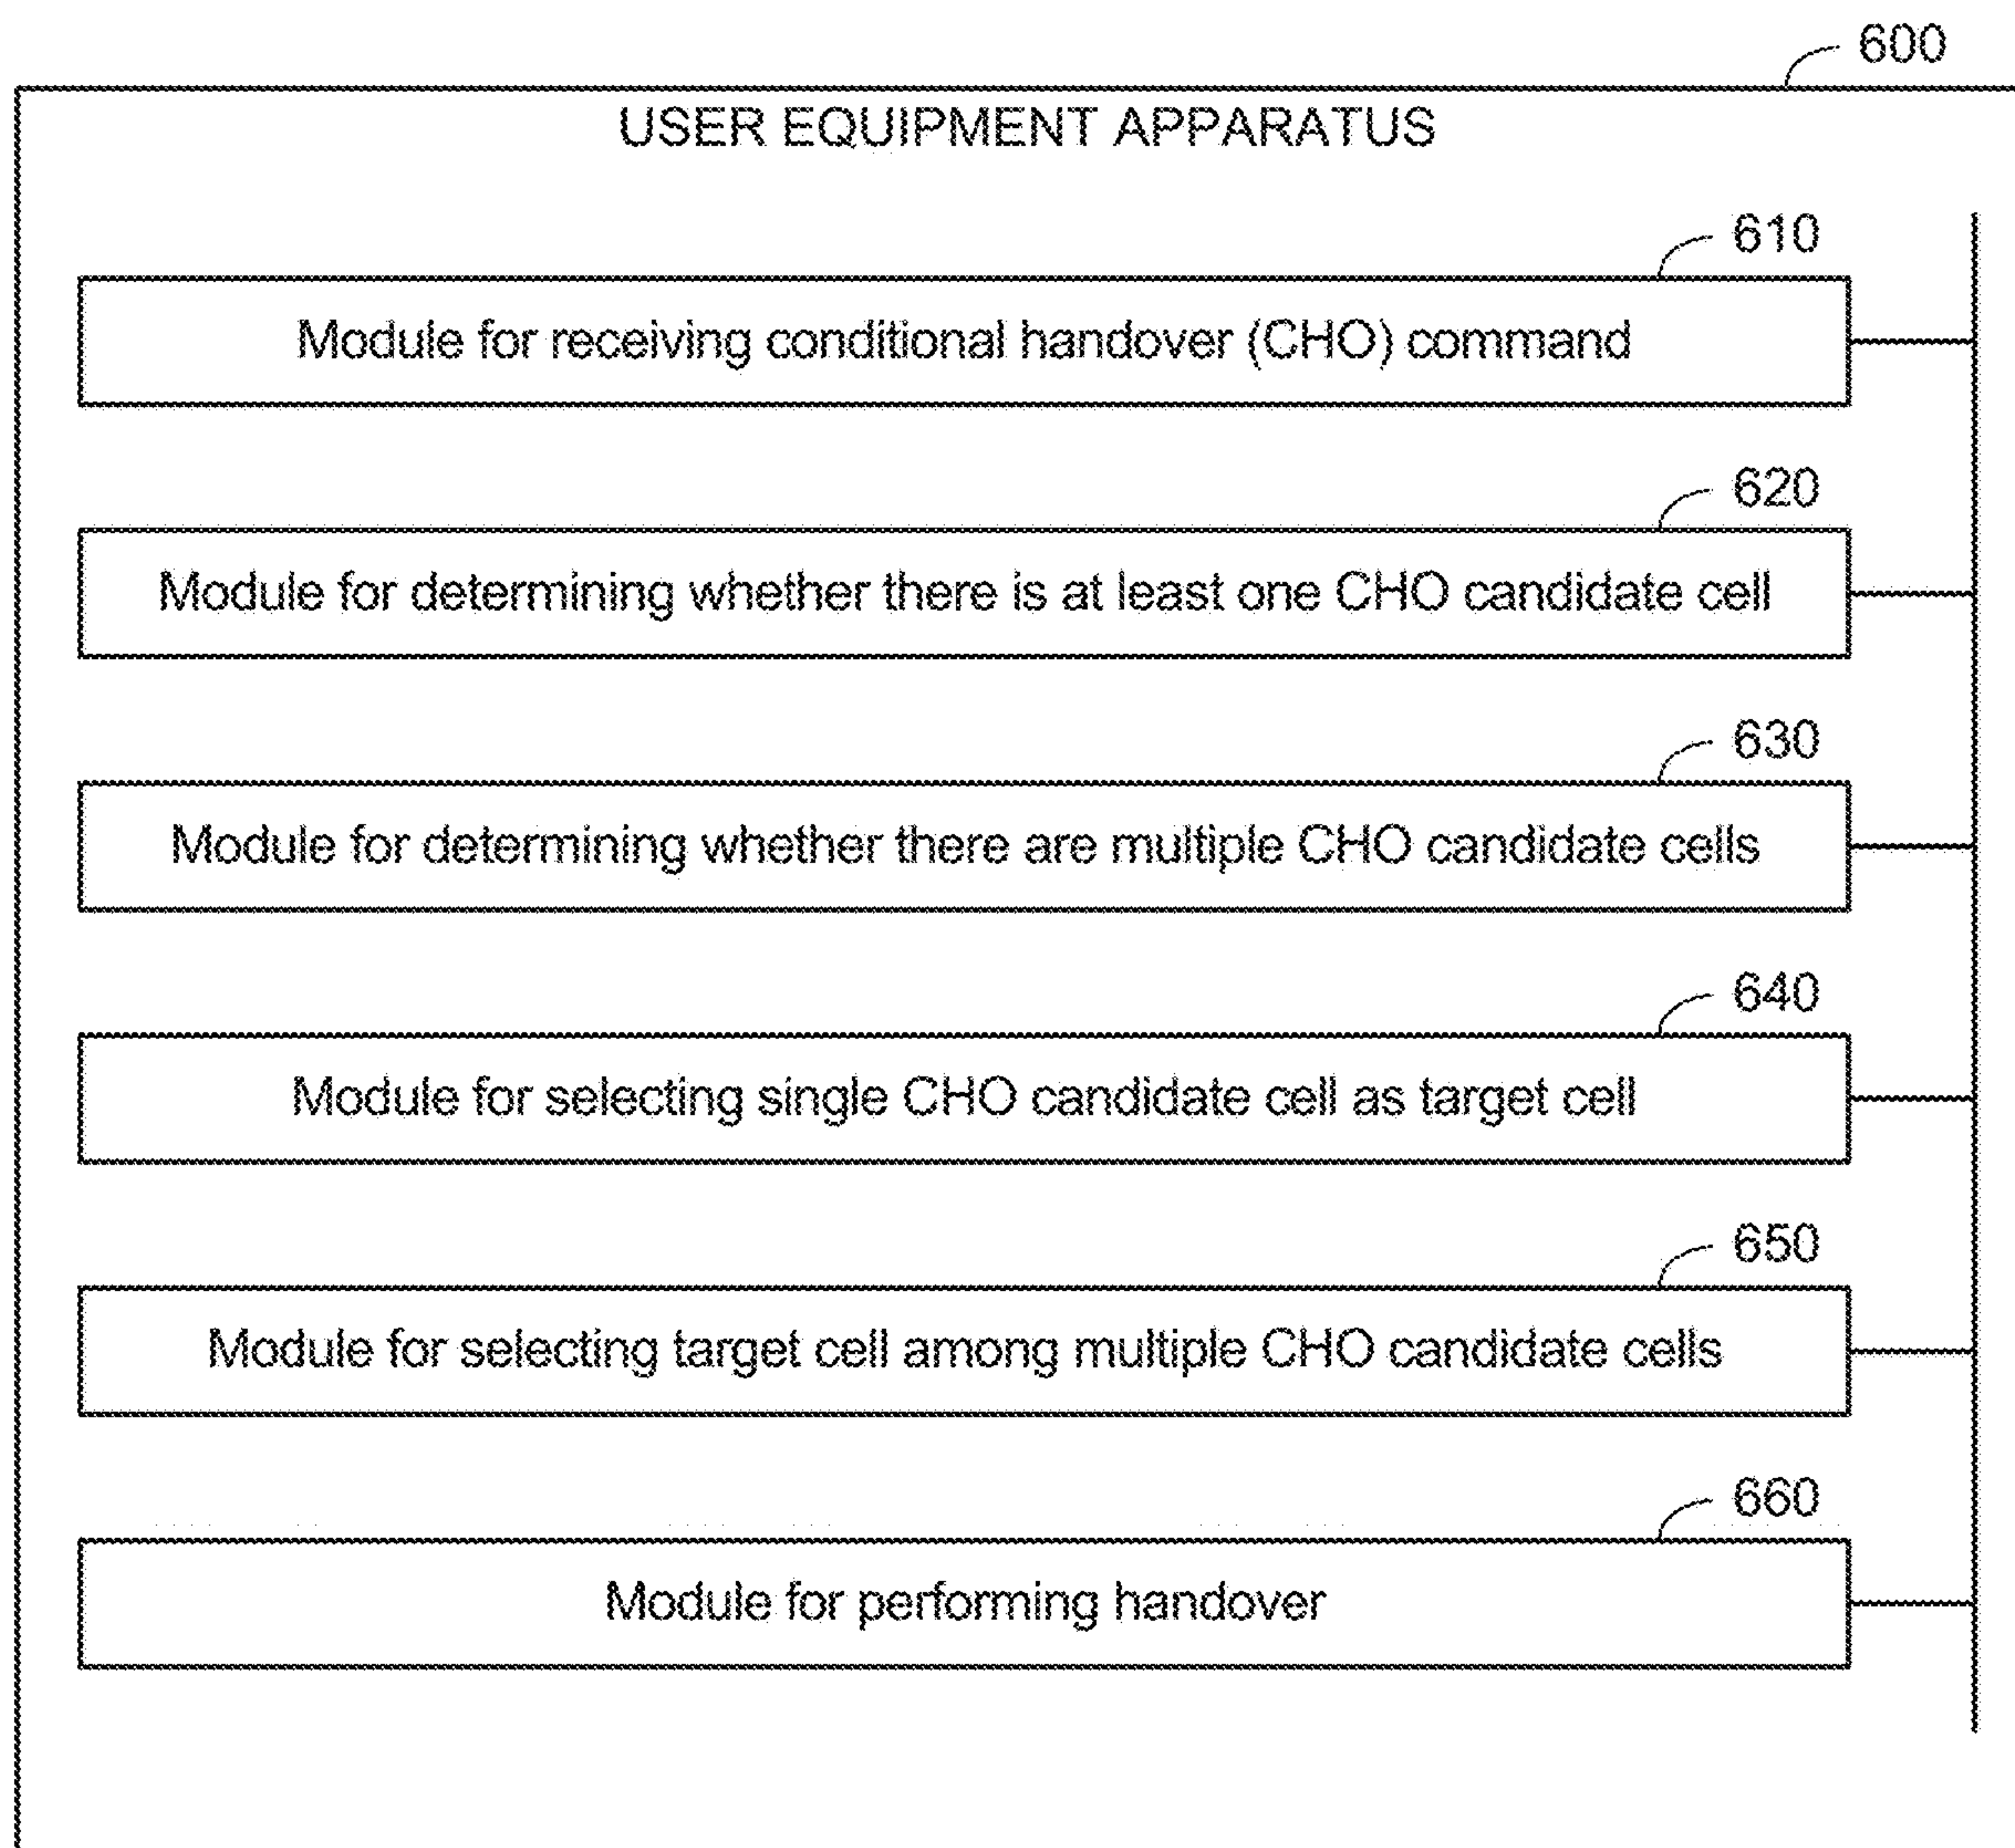 600
USER EQUIPMENT APPARATUS
610
Module for receiving conditional handover (CHO) command
620
Module for determining whether there is at least one CHO candidate cell
630
Module for determining whether there are multiple CHO candidate cells
640
Module for selecting single CHO candidate cell as target cell
650
Module for selecting target cell among multiple CHO candidate cells
660
Module for performing handover